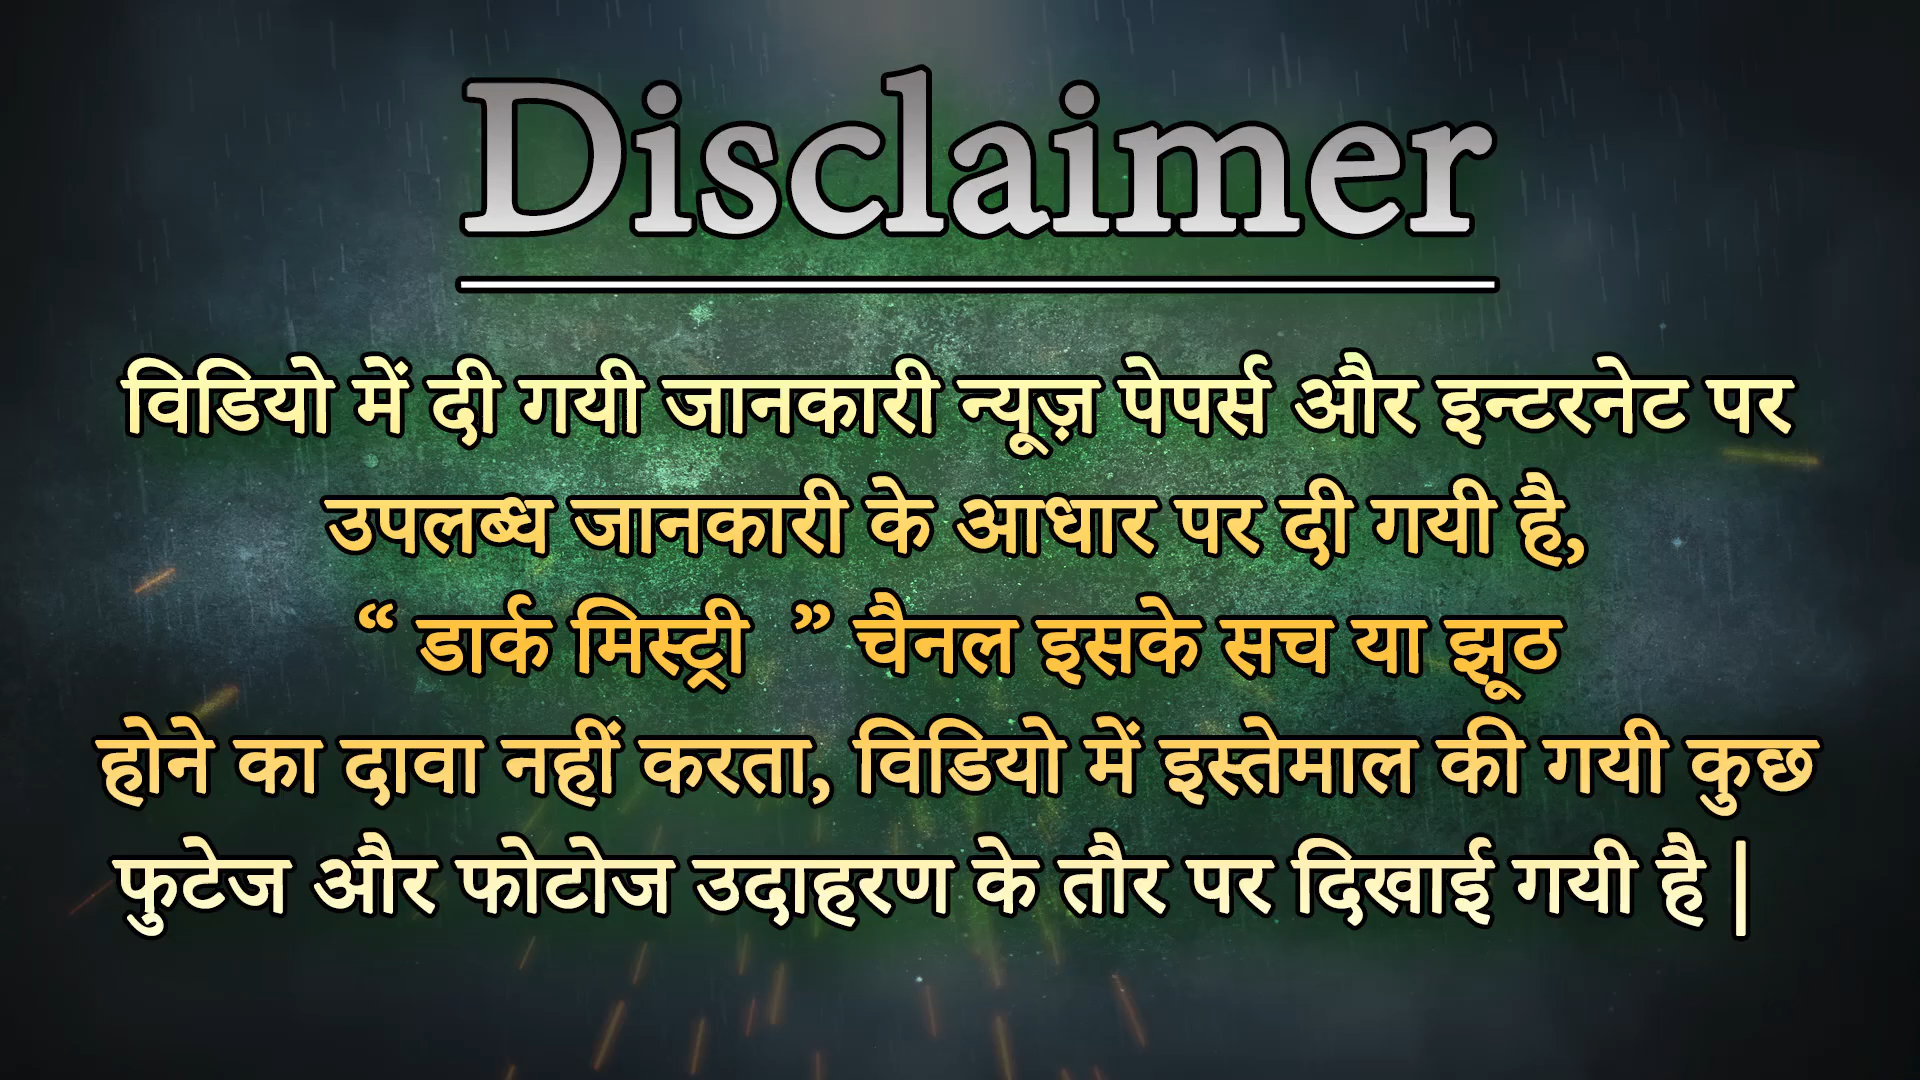 Disclaimer
विडियो में दी गयी जानकारी न्यूज़ पेपर्स और इन्टरनेट पर
उपलब्ध जानकारी के आधार पर दी गयी है,
“ डार्क मिस्ट्री ” चैनल इसके सच या झूठ
होने का दावा नहीं करता, विडियो में इस्तेमाल की गयी कुछ
फुटेज और फोटोज उदाहरण के तौर पर दिखाई गयी है |